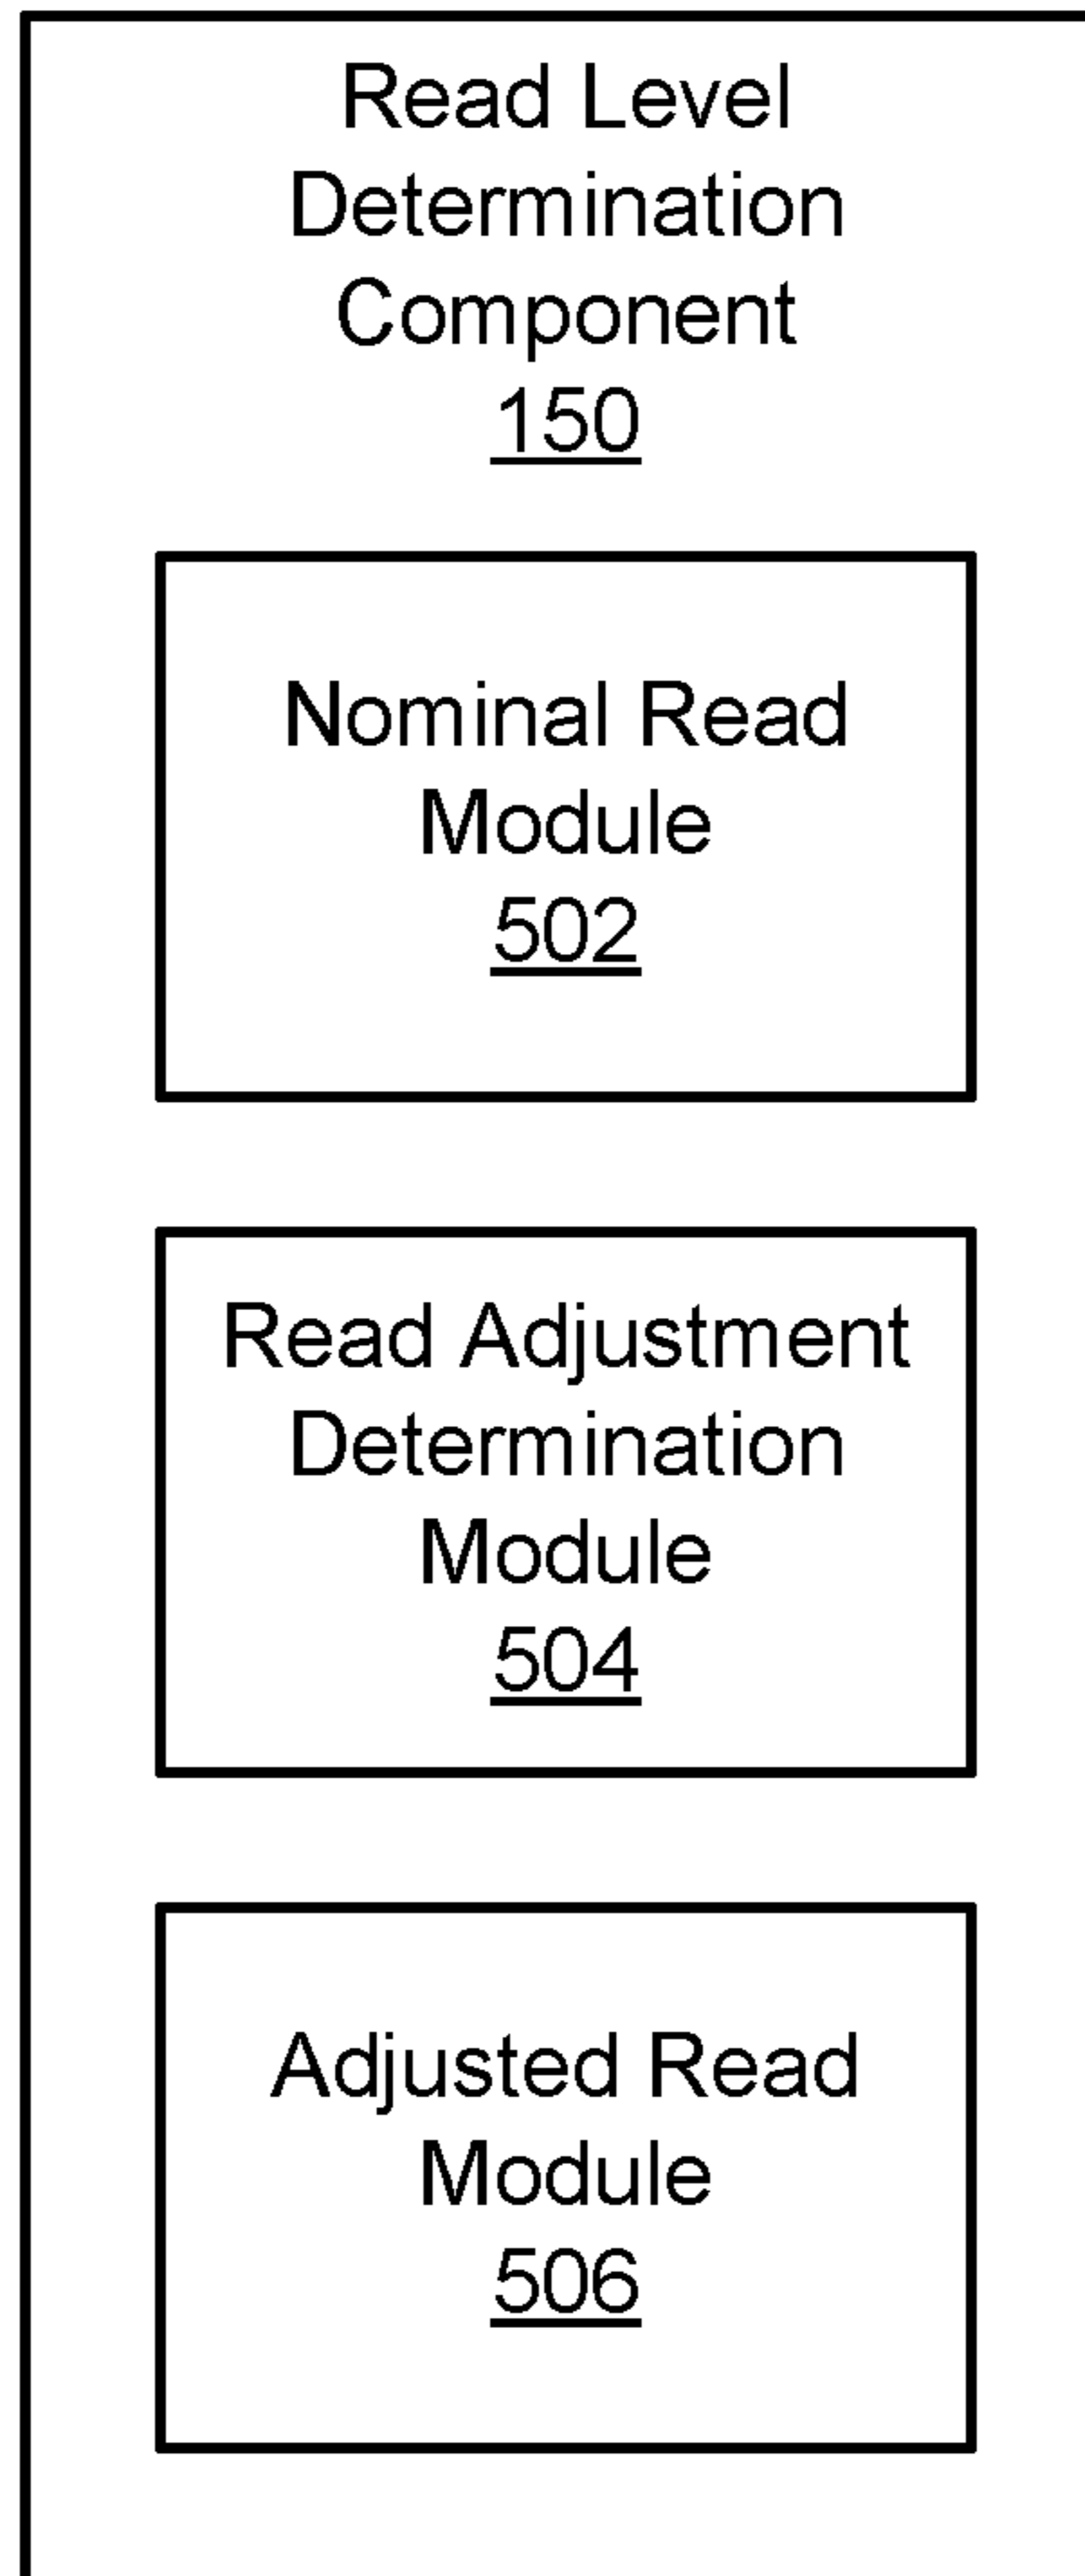 Read Level
Determination
Component
150
Nominal Read
Module
502
Read Adjustment
Determination
Module
504
Adjusted Read
Module
506